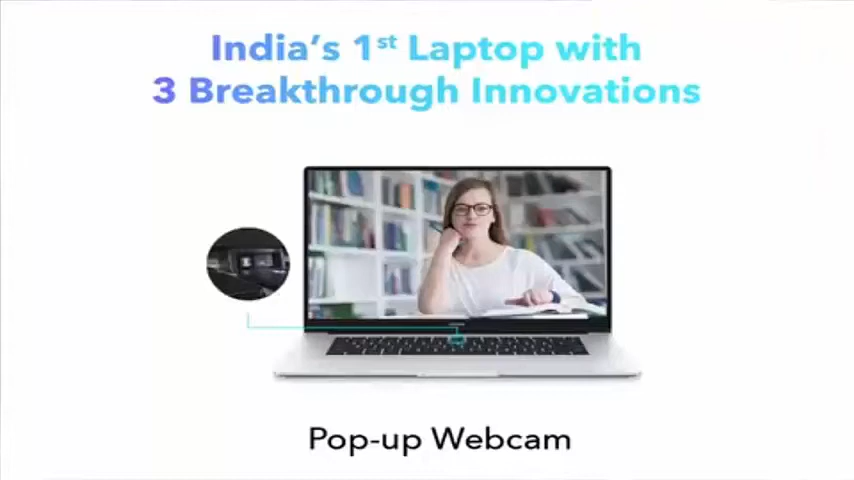 India's 1st Laptop with
3 Breakthrough Innovations
Pop-up Webcam